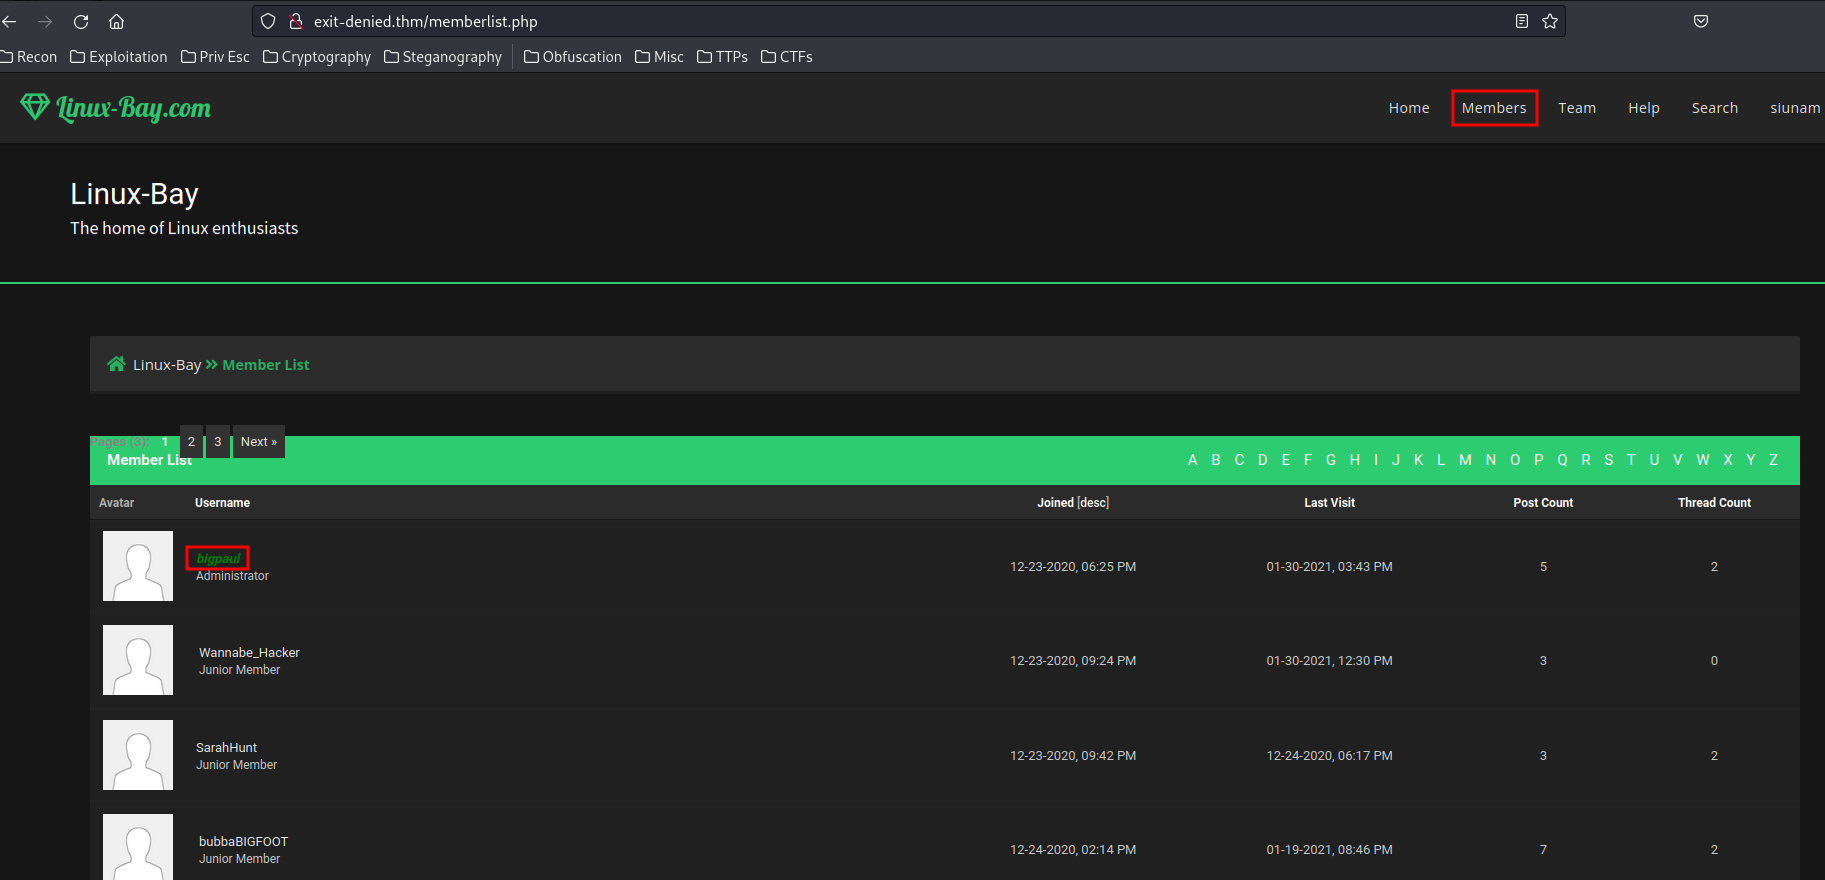 exit-denied.thm/memberlist.php
Recon Exploitation Priv Esc Cryptography Steganography Obfuscation Misc TTPs CTFs
Linux-Bay.com
Home Members Team Help Search siunam
Linux-Bay
The home of Linux enthusiasts
Linux-Bay » Member List
Pages (3): 1 2 3 Next »
Member List A B C D E F G H I J K L M N O P Q R S T U V W X Y Z
Avatar Username Joined [desc] Last Visit Post Count Thread Count
bigpaul
Administrator
12-23-2020, 06:25 PM 01-30-2021, 03:43 PM 5 2
Wannabe_Hacker
Junior Member
12-23-2020, 09:24 PM 01-30-2021, 12:30 PM 3 0
SarahHunt
Junior Member
12-23-2020, 09:42 PM 12-24-2020, 06:17 PM 3 2
bubbaBIGFOOT
Junior Member
12-24-2020, 02:14 PM 01-19-2021, 08:46 PM 7 2